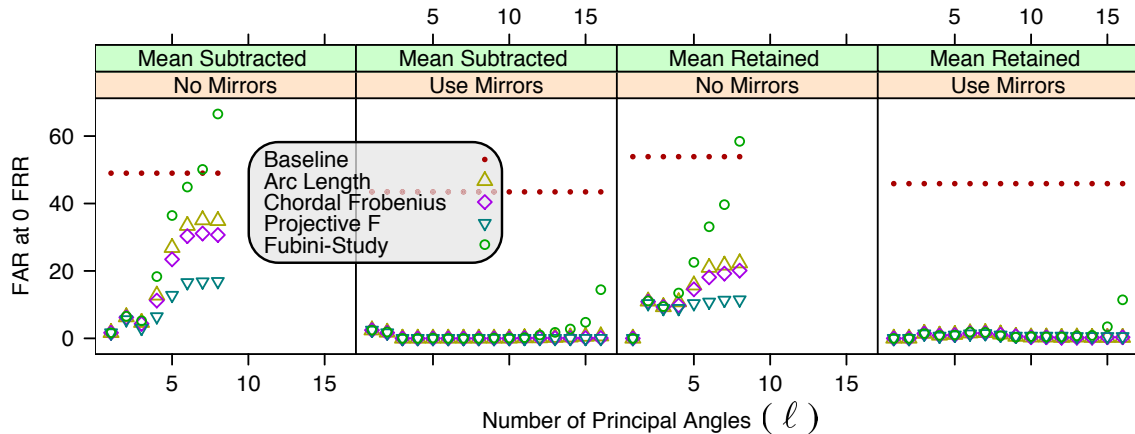 5 10 15 5 10 15
Mean Subtracted Mean Subtracted Mean Retained Mean Retained
No Mirrors Use Mirrors No Mirrors Use Mirrors
60
40
20
0
FAR at 0 FRR
Baseline
Arc Length
Chordal Frobenius
Projective F
Fubini-Study
5 10 15 5 10 15
Number of Principal Angles ( ℓ )